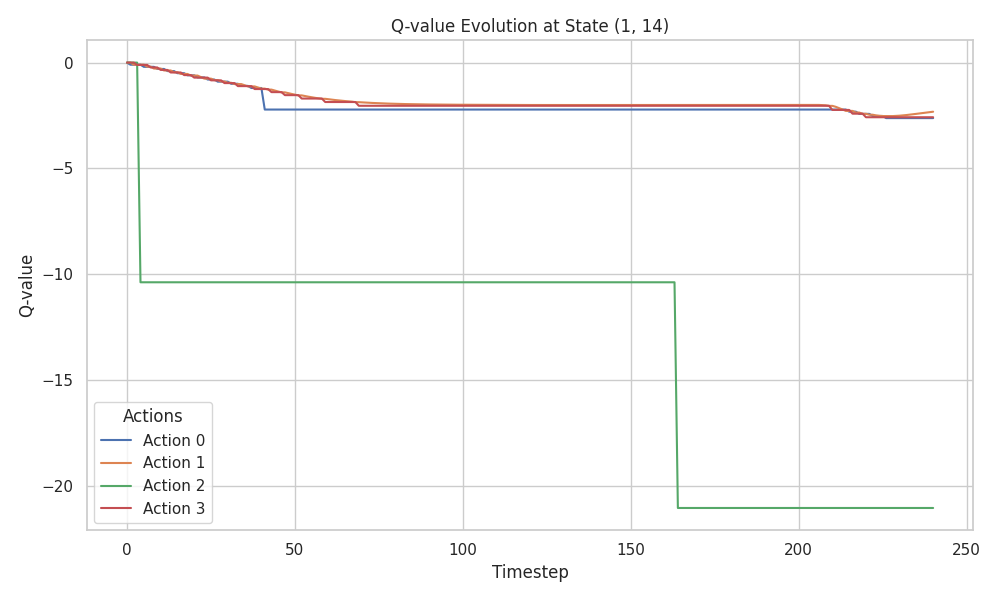 Q-value Evolution at State (1, 14)
Q-value
0
−5
−10
−15
−20
Actions
Action 0
Action 1
Action 2
Action 3
0
50
100
150
200
250
Timestep